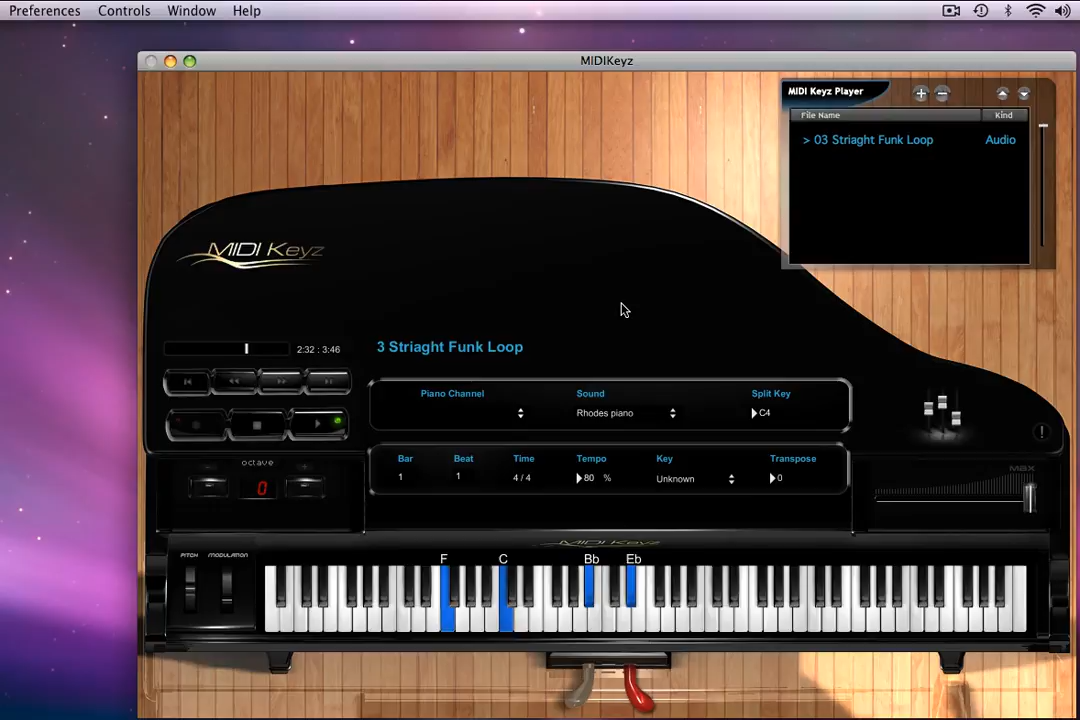 Preferences Controls Window Help
MIDIKeyz
MIDI Keyz Player
File Name Kind
> 03 Striaght Funk Loop Audio
MIDI Keyz
2:32 : 3:46
3 Striaght Funk Loop
Piano Channel Sound Split Key
Rhodes piano C4
Bar Beat Time Tempo Key Transpose
1 1 4 / 4 80 % Unknown 0
octave
0
MAX
MIDI Keyz
PITCH MODULATION
F C Bb Eb